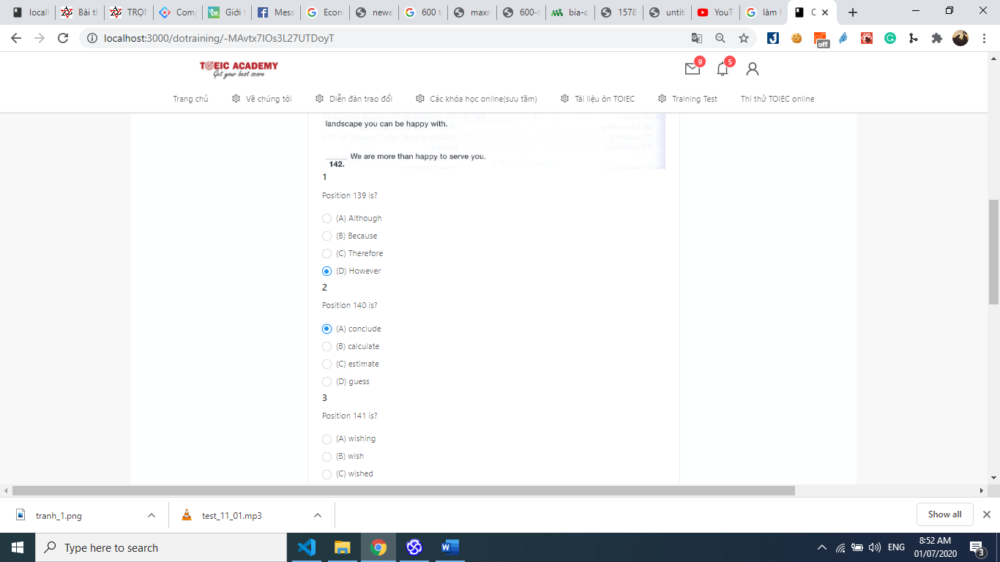 locall
Bài tl
TRỌN
Comp
Giới t
Mess
Econ
newe
600 t
maxr
600-t
bia-c
1578
untit
YouT
làm l
C
localhost:3000/dotraining/-MAvtx7IOs3L27UTDoyT
off
TOEIC ACADEMY
Get your best score
9
5
Trang chủ
Về chúng tôi
Diễn đàn trao đổi
Các khóa học online(sưu tầm)
Tài liệu ôn TOIEC
Training Test
Thi thử TOIEC online
landscape you can be happy with.
We are more than happy to serve you.
142.
1
Position 139 is?
(A) Although
(B) Because
(C) Therefore
(D) However
2
Position 140 is?
(A) conclude
(B) calculate
(C) estimate
(D) guess
3
Position 141 is?
(A) wishing
(B) wish
(C) wished
tranh_1.png
test_11_01.mp3
Show all
Type here to search
ENG
8:52 AM
01/07/2020
3